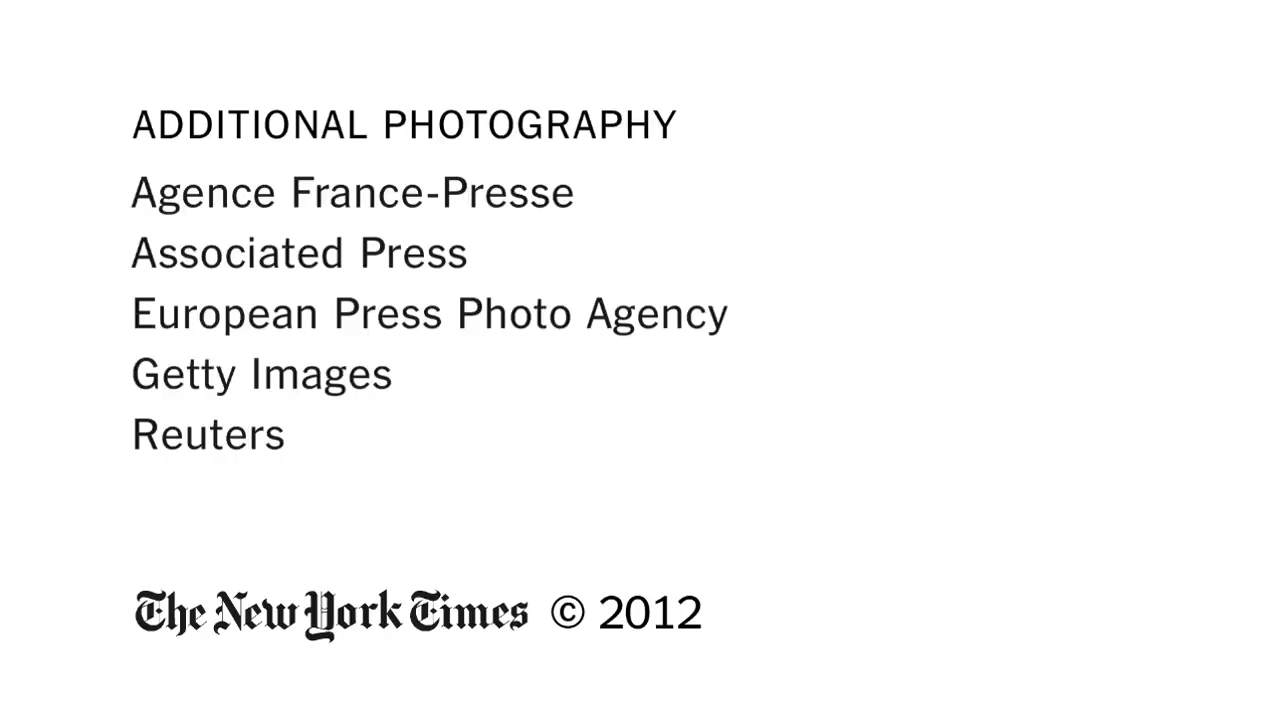 ADDITIONAL PHOTOGRAPHY
Agence France-Presse
Associated Press
European Press Photo Agency
Getty Images
Reuters
The New York Times © 2012